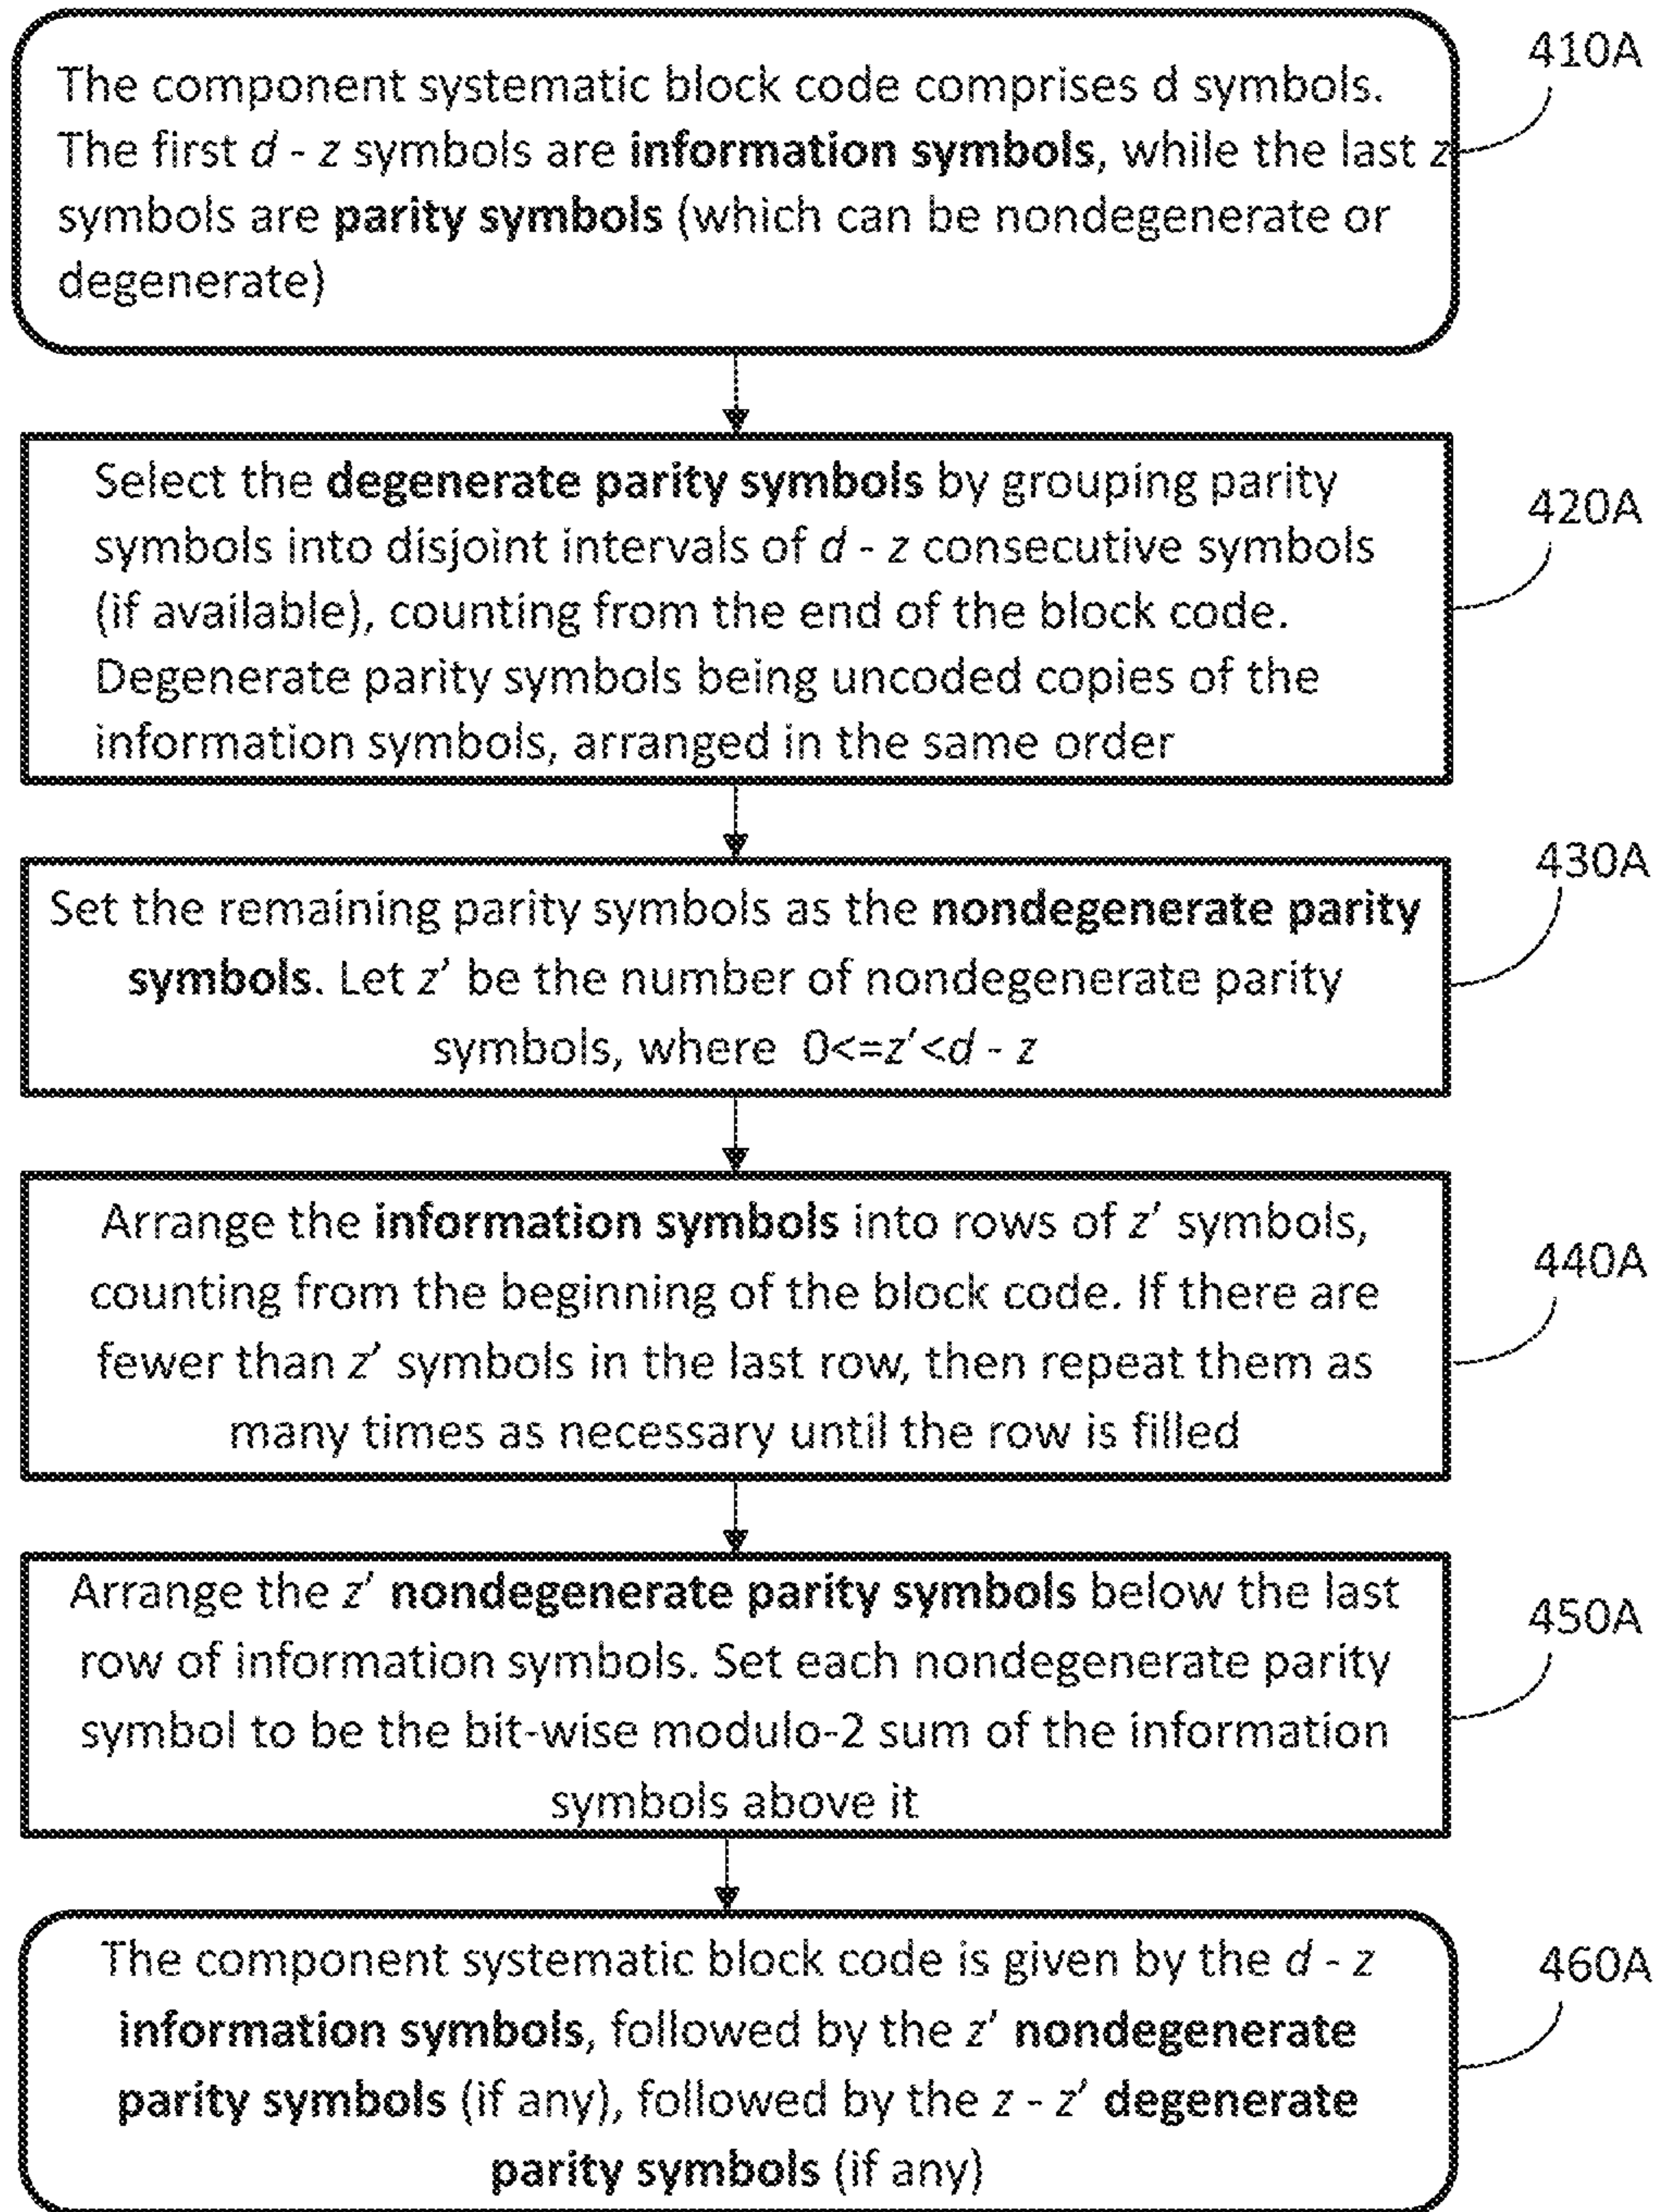 The component systematic block code comprises d symbols.
The first d - z symbols are information symbols, while the last z
symbols are parity symbols (which can be nondegenerate or
degenerate)
410A
Select the degenerate parity symbols by grouping parity
symbols into disjoint intervals of d - z consecutive symbols
(if available), counting from the end of the block code.
Degenerate parity symbols being uncoded copies of the
information symbols, arranged in the same order
420A
Set the remaining parity symbols as the nondegenerate parity
symbols. Let z' be the number of nondegenerate parity
symbols, where 0<=z'<d - z
430A
Arrange the information symbols into rows of z' symbols,
counting from the beginning of the block code. If there are
fewer than z' symbols in the last row, then repeat them as
many times as necessary until the row is filled
440A
Arrange the z' nondegenerate parity symbols below the last
row of information symbols. Set each nondegenerate parity
symbol to be the bit-wise modulo-2 sum of the information
symbols above it
450A
The component systematic block code is given by the d - z
information symbols, followed by the z' nondegenerate
parity symbols (if any), followed by the z - z' degenerate
parity symbols (if any)
460A